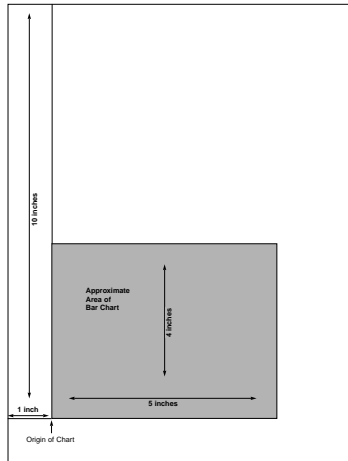 10 inches
Approximate
Area of
Bar Chart
4 inches
5 inches
1 inch
Origin of Chart